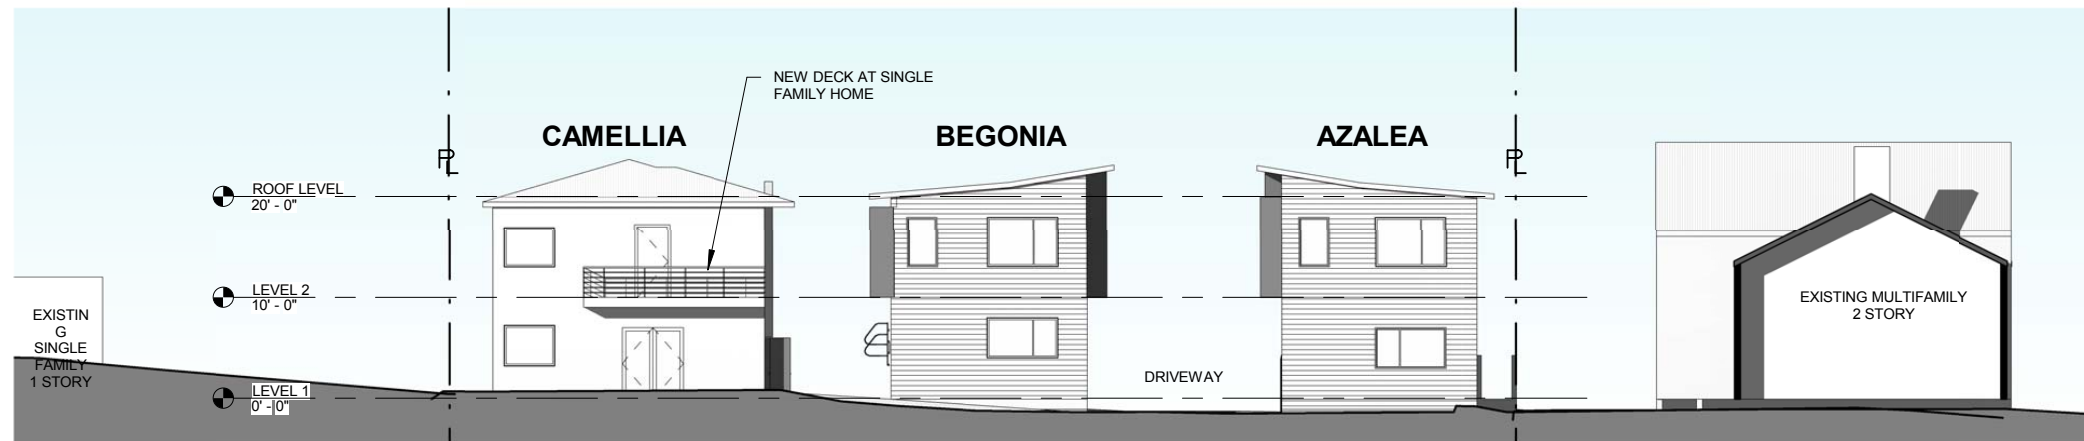 NEW DECK AT SINGLE
FAMILY HOME
CAMELLIA
BEGONIA
AZALEA
PL
PL
ROOF LEVEL
20' - 0"
LEVEL 2
10' - 0"
EXISTIN
G
SINGLE
FAMILY
1 STORY
EXISTING MULTIFAMILY
2 STORY
DRIVEWAY
LEVEL 1
0' - 0"